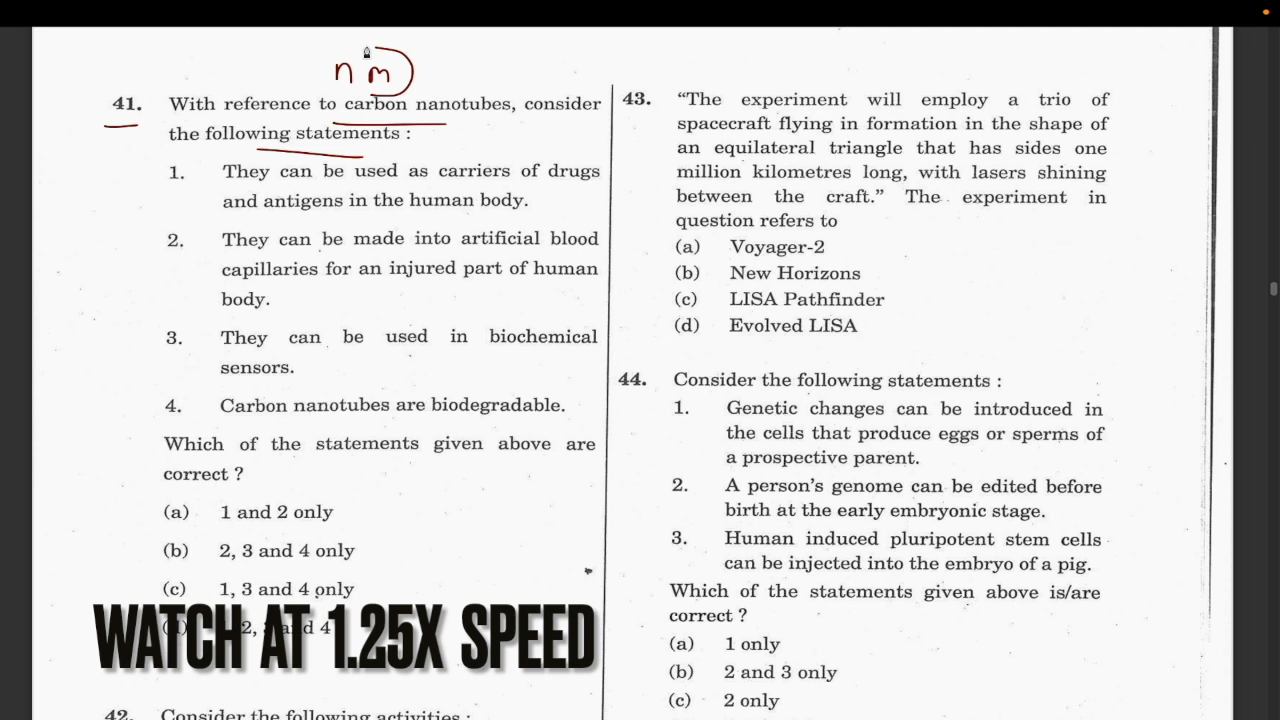 n m
41. With reference to carbon nanotubes, consider
the following statements :
1. They can be used as carriers of drugs
and antigens in the human body.
2. They can be made into artificial blood
capillaries for an injured part of human
body.
3. They can be used in biochemical
sensors.
4. Carbon nanotubes are biodegradable.
Which of the statements given above are
correct ?
(a) 1 and 2 only
(b) 2, 3 and 4 only
(c) 1, 3 and 4 only
2, and 4
WATCH AT 1.25X SPEED
42. Consider the following activities :
43. “The experiment will employ a trio of
spacecraft flying in formation in the shape of
an equilateral triangle that has sides one
million kilometres long, with lasers shining
between the craft.” The experiment in
question refers to
(a) Voyager-2
(b) New Horizons
(c) LISA Pathfinder
(d) Evolved LISA
44. Consider the following statements :
1. Genetic changes can be introduced in
the cells that produce eggs or sperms of
a prospective parent.
2. A person’s genome can be edited before
birth at the early embryonic stage.
3. Human induced pluripotent stem cells
can be injected into the embryo of a pig.
Which of the statements given above is/are
correct ?
(a) 1 only
(b) 2 and 3 only
(c) 2 only